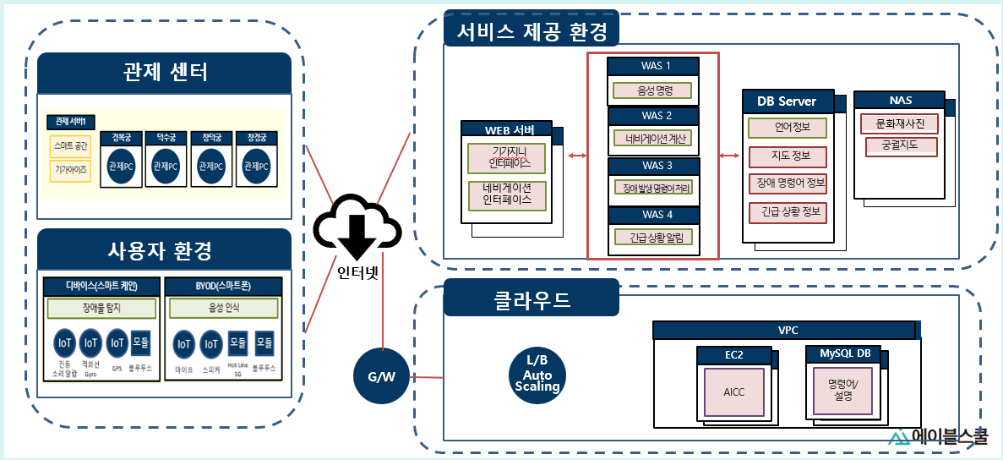 관제 센터
관제 서버1
스마트 공간
기가아이즈
경복궁
관제PC
덕수궁
관제PC
창덕궁
관제PC
창경궁
관제PC
사용자 환경
디바이스(스마트 케인)
장애물 탐지
IoT
IoT
IoT
모듈
진동
소리 알람
적외선
Gyro
GPS
블루투스
BYOD(스마트폰)
음성 인식
IoT
IoT
모듈
모듈
마이크
스피커
Hot Line
5G
블루투스
인터넷
G/W
서비스 제공 환경
WEB 서버
기가지니
인터페이스
네비게이션
인터페이스
WAS 1
음성 명령
WAS 2
네비게이션 계산
WAS 3
장애 발생 명령어 처리
WAS 4
긴급 상황 알림
DB Server
언어 정보
지도 정보
장애 명령어 정보
긴급 상황 정보
NAS
문화재사진
궁궐지도
클라우드
L/B
Auto
Scaling
VPC
EC2
AICC
MySQL DB
명령어/
설명
에이블스쿨